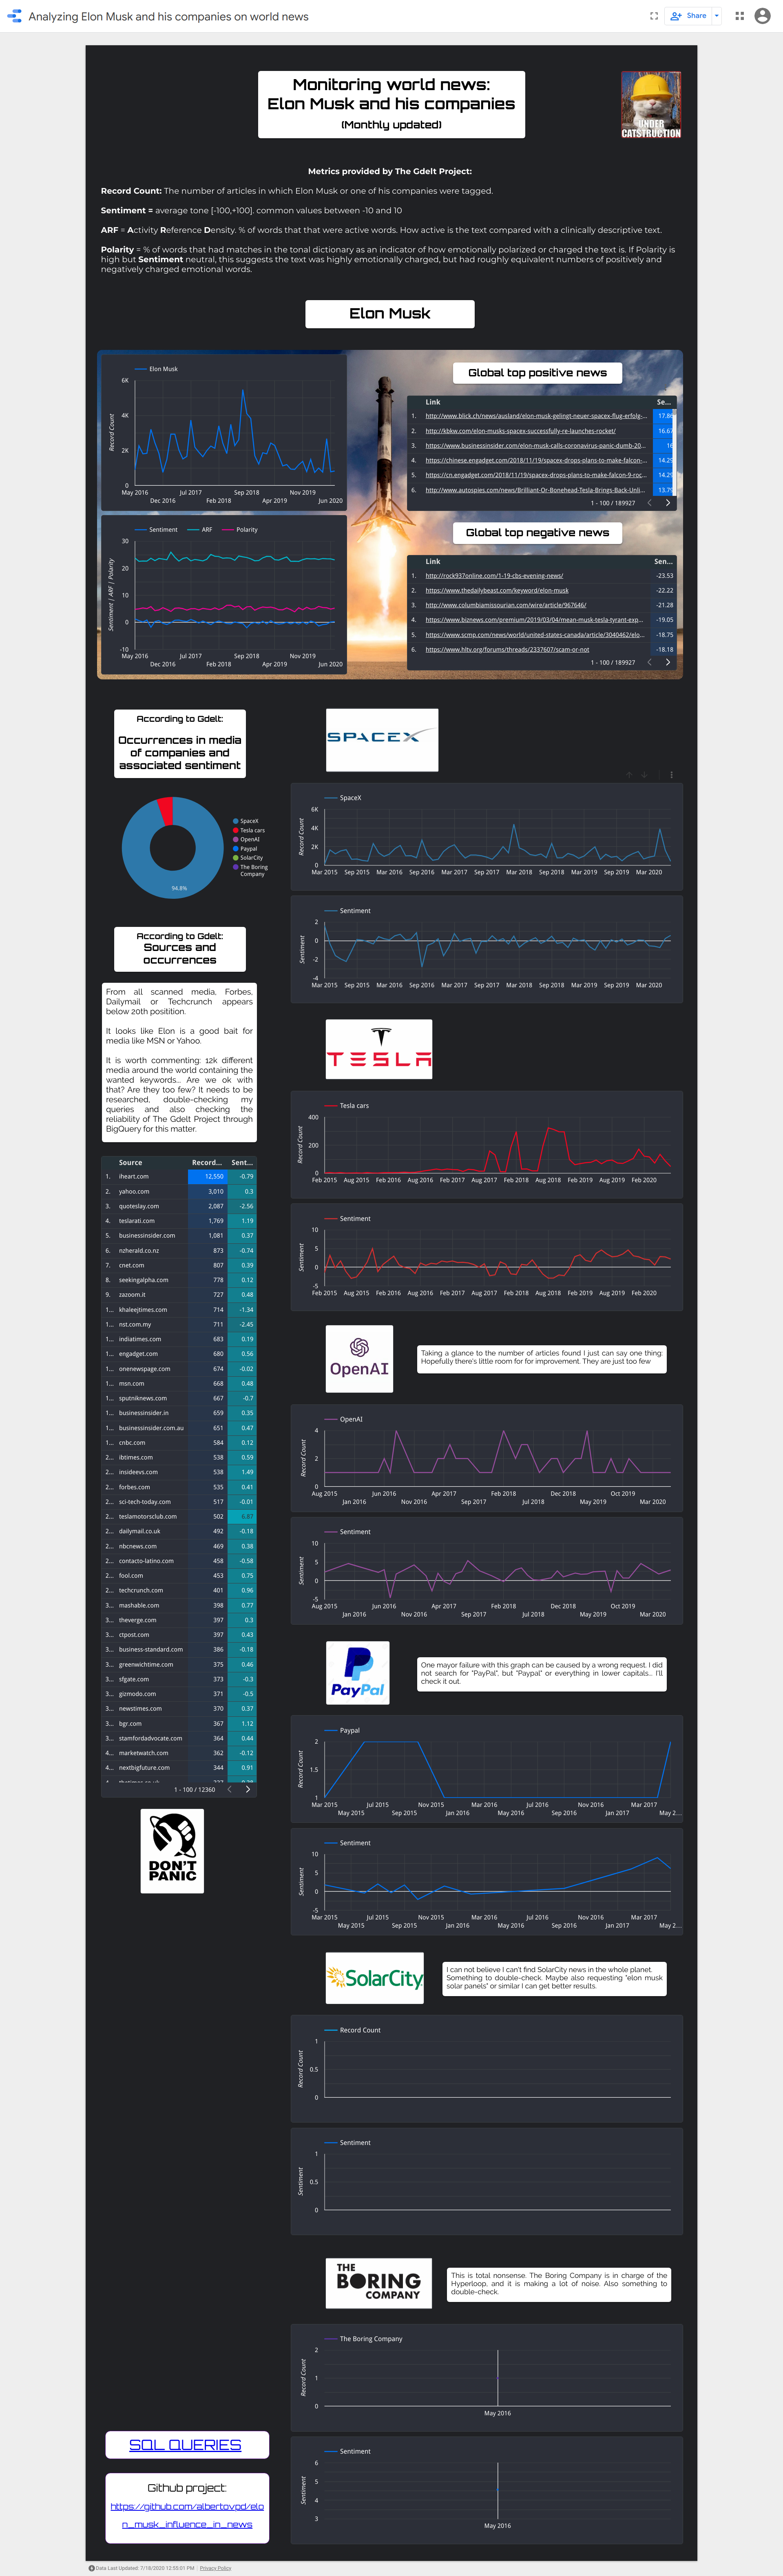 Analyzing Elon Musk and his companies on world news
Share
Monitoring world news:
Elon Musk and his companies
(Monthly updated)
UNDER
CATSTRUCTION
Metrics provided by The Gdelt Project:
Record Count: The number of articles in which Elon Musk or one of his companies were tagged.
Sentiment = average tone [-100,+100], common values between -10 and 10
ARF = Activity Reference Density. % of words that were active words. How active is the text compared with a clinically descriptive text.
Polarity = % of words that had matches in the tonal dictionary as an indicator of how emotionally polarized or charged the text is. If Polarity is
high but Sentiment neutral, this suggests the text was highly emotionally charged, but had roughly equivalent numbers of positively and
negatively charged emotional words.
Elon Musk
Elon Musk
Record Count
6K
4K
2K
0
May 2016 Jul 2017 Sep 2018 Nov 2019
Dec 2016 Feb 2018 Apr 2019 Jun 2020
Sentiment ARF Polarity
Sentiment | ARF | Polarity
30
20
10
0
-10
May 2016 Jul 2017 Sep 2018 Nov 2019
Dec 2016 Feb 2018 Apr 2019 Jun 2020
Global top positive news
Link Se...
1. http://www.blick.ch/news/ausland/elon-musk-gelingt-neuer-spacex-flug-erfolg-... 17.86
2. http://kbkw.com/elon-musks-spacex-successfully-re-launches-rocket/ 16.67
3. https://www.businessinsider.com/elon-musk-calls-coronavirus-panic-dumb-20... 16
4. https://chinese.engadget.com/2018/11/19/spacex-drops-plans-to-make-falcon-... 14.29
5. https://cn.engadget.com/2018/11/19/spacex-drops-plans-to-make-falcon-9-roc... 14.29
6. http://www.autospies.com/news/Brilliant-Or-Bonehead-Tesla-Brings-Back-Unli... 13.79
1 - 100 / 189927
Global top negative news
Link Sen...
1. http://rock937online.com/1-19-cbs-evening-news/ -23.53
2. https://www.thedailybeast.com/keyword/elon-musk -22.22
3. http://www.columbiamissourian.com/wire/article/967646/ -21.28
4. https://www.biznews.com/premium/2019/03/04/mean-musk-tesla-tyrant-exp... -19.05
5. https://www.scmp.com/news/world/united-states-canada/article/3040462/elo... -18.75
6. https://www.hltv.org/forums/threads/2337607/scam-or-not -18.18
1 - 100 / 189927
According to Gdelt:
Occurrences in media
of companies and
associated sentiment
94.8%
SpaceX
Tesla cars
OpenAI
Paypal
SolarCity
The Boring
Company
According to Gdelt:
Sources and
occurrences
From all scanned media, Forbes,
Dailymail or Techcrunch appears
below 20th position.
It looks like Elon is a good bait for
media like MSN or Yahoo.
It is worth commenting: 12k different
media around the world containing the
wanted keywords... Are we ok with
that? Are they too few? It needs to be
researched, double-checking my
queries and also checking the
reliability of The Gdelt Project through
BigQuery for this matter.
Source Record... Sent...
1. iheart.com 12,550 -0.79
2. yahoo.com 3,010 0.3
3. quoteslay.com 2,087 -2.56
4. teslarati.com 1,769 1.19
5. businessinsider.com 1,081 0.37
6. nzherald.co.nz 873 -0.74
7. cnet.com 807 0.39
8. seekingalpha.com 778 0.12
9. zazoom.it 727 0.48
1... khaleejtimes.com 714 -1.34
1... nst.com.my 711 -2.45
1... indiatimes.com 683 0.19
1... engadget.com 680 0.56
1... onenewspage.com 674 -0.02
1... msn.com 668 0.48
1... sputniknews.com 667 -0.7
1... businessinsider.in 659 0.35
1... businessinsider.com.au 651 0.47
1... cnbc.com 584 0.12
2... ibtimes.com 538 0.59
2... insideevs.com 538 1.49
2... forbes.com 535 0.41
2... sci-tech-today.com 517 -0.01
2... teslamotorsclub.com 502 6.87
2... dailymail.co.uk 492 -0.18
2... nbcnews.com 469 0.38
2... contacto-latino.com 458 -0.58
2... fool.com 453 0.75
2... techcrunch.com 401 0.96
3... mashable.com 398 0.77
3... theverge.com 397 0.3
3... ctpost.com 397 0.43
3... business-standard.com 386 -0.18
3... greenwichtime.com 375 0.46
3... sfgate.com 373 -0.3
3... gizmodo.com 371 -0.5
3... newstimes.com 370 0.37
3... bgr.com 367 1.12
3... stamfordadvocate.com 364 0.44
4... marketwatch.com 362 -0.12
4... nextbigfuture.com 344 0.91
1 - 100 / 12360
DON'T
PANIC
SQL QUERIES
Github project:
https://github.com/albertovpd/elo
n_musk_influence_in_news
SPACEX
SpaceX
Record Count
6K
4K
2K
0
Mar 2015 Sep 2015 Mar 2016 Sep 2016 Mar 2017 Sep 2017 Mar 2018 Sep 2018 Mar 2019 Sep 2019 Mar 2020
Sentiment
Sentiment
2
0
-2
-4
Mar 2015 Sep 2015 Mar 2016 Sep 2016 Mar 2017 Sep 2017 Mar 2018 Sep 2018 Mar 2019 Sep 2019 Mar 2020
TESLA
Tesla cars
Record Count
400
200
0
Feb 2015 Aug 2015 Feb 2016 Aug 2016 Feb 2017 Aug 2017 Feb 2018 Aug 2018 Feb 2019 Aug 2019 Feb 2020
Sentiment
Sentiment
10
5
0
-5
Feb 2015 Aug 2015 Feb 2016 Aug 2016 Feb 2017 Aug 2017 Feb 2018 Aug 2018 Feb 2019 Aug 2019 Feb 2020
OpenAI
Taking a glance to the number of articles found I just can say one thing:
Hopefully there's little room for for improvement. They are just too few
OpenAI
Record Count
4
2
0
Aug 2015 Jun 2016 Apr 2017 Feb 2018 Dec 2018 Oct 2019
Jan 2016 Nov 2016 Sep 2017 Jul 2018 May 2019 Mar 2020
Sentiment
Sentiment
10
5
0
-5
Aug 2015 Jun 2016 Apr 2017 Feb 2018 Dec 2018 Oct 2019
Jan 2016 Nov 2016 Sep 2017 Jul 2018 May 2019 Mar 2020
PayPal
One mayor failure with this graph can be caused by a wrong request. I did
not search for "PayPal", but "Paypal" or everything in lower capitals... I'll
check it out.
Paypal
Record Count
2
1.5
1
Mar 2015 Jul 2015 Nov 2015 Mar 2016 Jul 2016 Nov 2016 Mar 2017
May 2015 Sep 2015 Jan 2016 May 2016 Sep 2016 Jan 2017 May 2...
Sentiment
Sentiment
10
5
0
-5
Mar 2015 Jul 2015 Nov 2015 Mar 2016 Jul 2016 Nov 2016 Mar 2017
May 2015 Sep 2015 Jan 2016 May 2016 Sep 2016 Jan 2017 May 2...
SolarCity
I can not believe I can't find SolarCity news in the whole planet.
Something to double-check. Maybe also requesting "elon musk
solar panels" or similar I can get better results.
Record Count
Record Count
1
0.5
0
Sentiment
Sentiment
1
0.5
0
THE
BORING
COMPANY
This is total nonsense. The Boring Company is in charge of the
Hyperloop, and it is making a lot of noise. Also something to
double-check.
The Boring Company
Record Count
2
1
0
May 2016
Sentiment
Sentiment
6
5
4
3
May 2016
Data Last Updated: 7/18/2020 12:55:01 PM | Privacy Policy